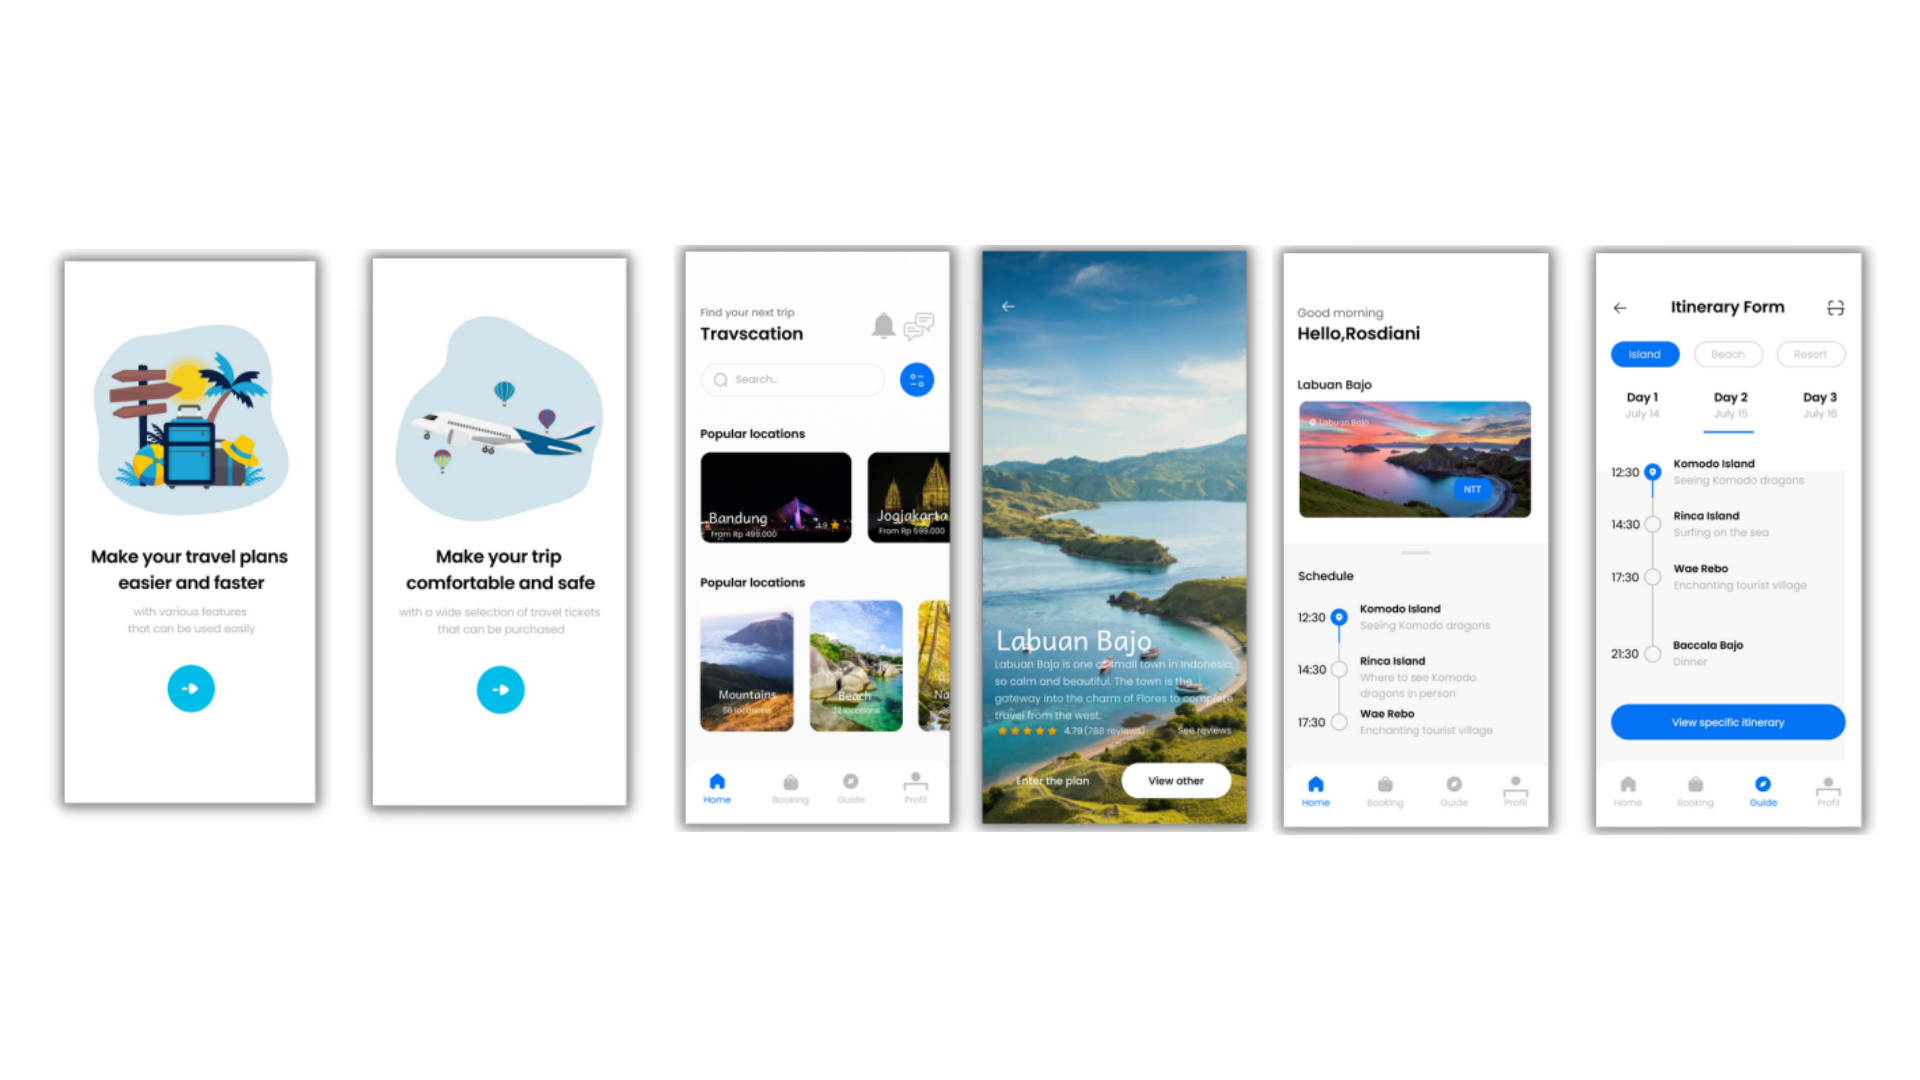 Make your travel plans
easier and faster
with various features
that can be used easily
Make your trip
comfortable and safe
with a wide selection of travel tickets
that can be purchased
Find your next trip
Travscation
Search...
Popular locations
Bandung
From Rp 499.000
4.9
Jogjakarta
From Rp 599.000
Popular locations
Mountains
56 locations
Beach
22 locations
Na
Home
Booking
Guide
Profil
Labuan Bajo
Labuan Bajo is one of small town in Indonesia,
so calm and beautiful. The town is the
gateway into the charm of Flores to complete
travel from the west.
4.79 (788 reviews)
See reviews
Enter the plan
View other
Good morning
Hello,Rosdiani
Labuan Bajo
Labuan Bajo
NTT
Schedule
12:30
Komodo Island
Seeing Komodo dragons
14:30
Rinca Island
Where to see Komodo
dragons in person
17:30
Wae Rebo
Enchanting tourist village
Home
Booking
Guide
Profil
Itinerary Form
Island
Beach
Resort
Day 1
July 14
Day 2
July 15
Day 3
July 16
12:30
Komodo Island
Seeing Komodo dragons
14:30
Rinca Island
Surfing on the sea
17:30
Wae Rebo
Enchanting tourist village
21:30
Baccala Bajo
Dinner
View specific itinerary
Home
Booking
Guide
Profil